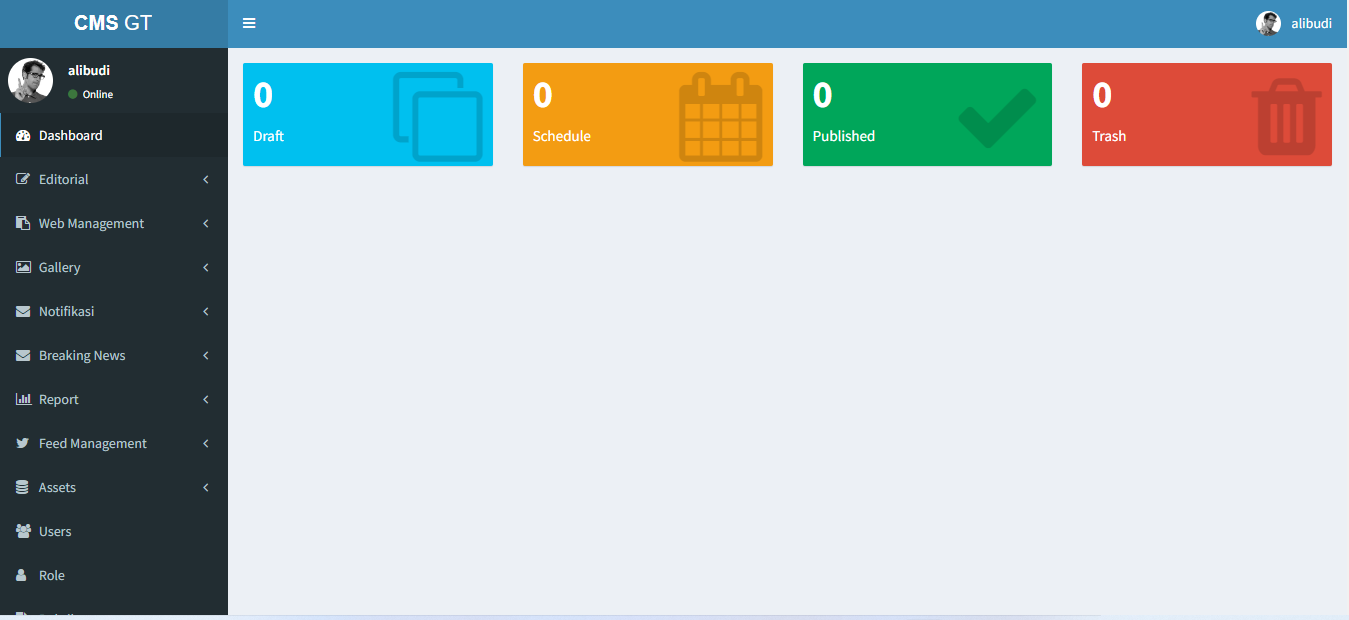 CMS GT
alibudi
alibudi
Online
Dashboard
Editorial
Web Management
Gallery
Notifikasi
Breaking News
Report
Feed Management
Assets
Users
Role
0
Draft
0
Schedule
0
Published
0
Trash